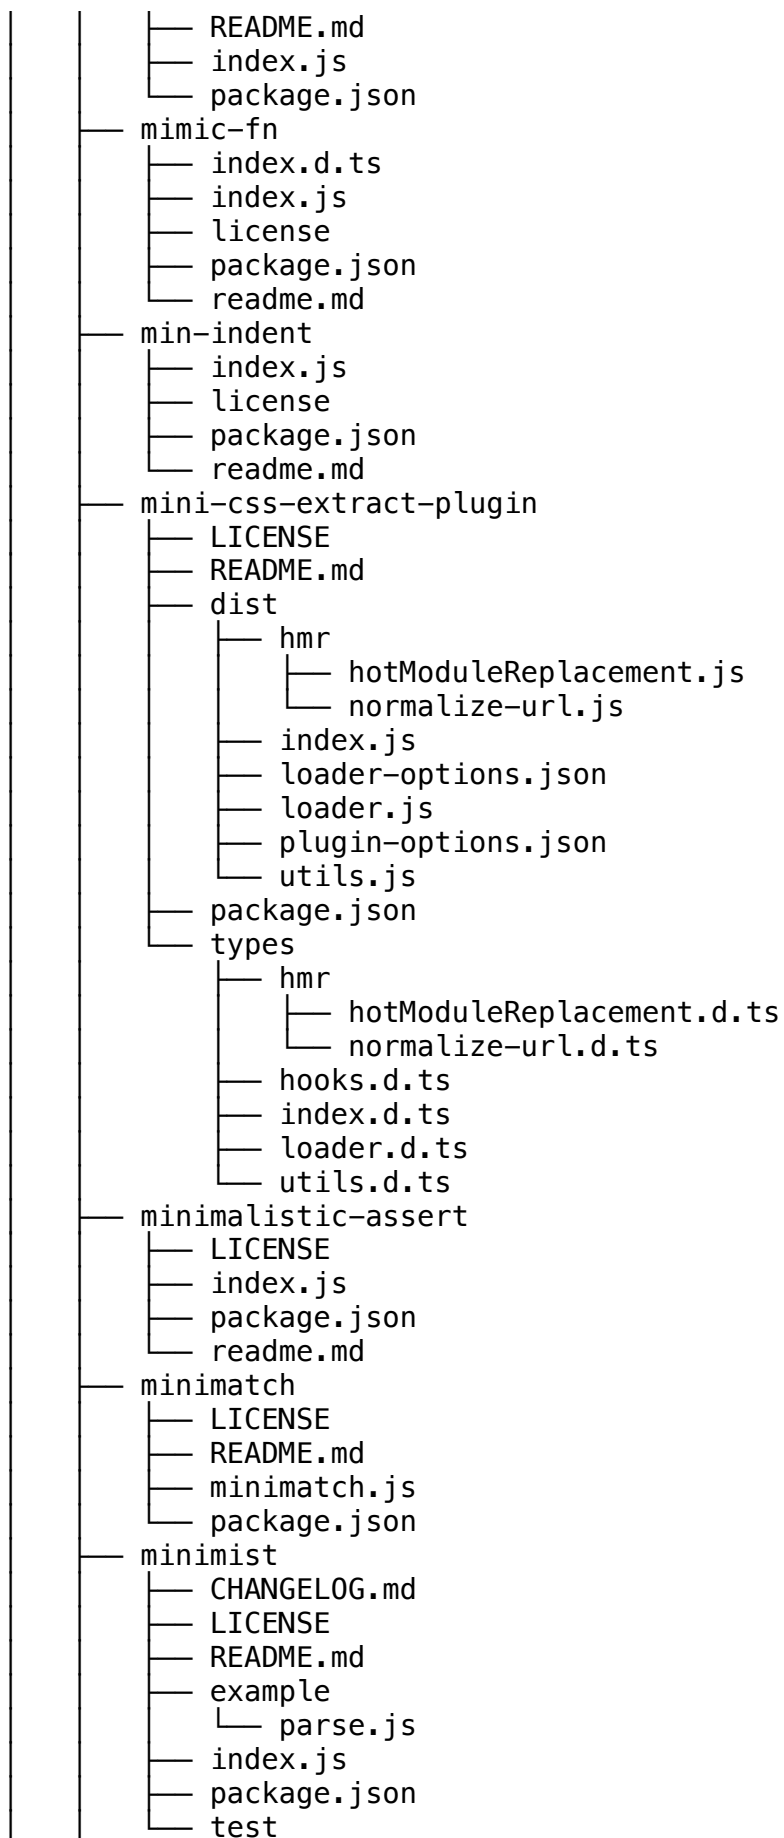 │   │   ├── README.md
│   │   ├── index.js
│   │   └── package.json
│   ├── mimic-fn
│   │   ├── index.d.ts
│   │   ├── index.js
│   │   ├── license
│   │   ├── package.json
│   │   └── readme.md
│   ├── min-indent
│   │   ├── index.js
│   │   ├── license
│   │   ├── package.json
│   │   └── readme.md
│   ├── mini-css-extract-plugin
│   │   ├── LICENSE
│   │   ├── README.md
│   │   ├── dist
│   │   │   ├── hmr
│   │   │   │   ├── hotModuleReplacement.js
│   │   │   │   └── normalize-url.js
│   │   │   ├── index.js
│   │   │   ├── loader-options.json
│   │   │   ├── loader.js
│   │   │   ├── plugin-options.json
│   │   │   └── utils.js
│   │   ├── package.json
│   │   └── types
│   │       ├── hmr
│   │       │   ├── hotModuleReplacement.d.ts
│   │       │   └── normalize-url.d.ts
│   │       ├── hooks.d.ts
│   │       ├── index.d.ts
│   │       ├── loader.d.ts
│   │       └── utils.d.ts
│   ├── minimalistic-assert
│   │   ├── LICENSE
│   │   ├── index.js
│   │   ├── package.json
│   │   └── readme.md
│   ├── minimatch
│   │   ├── LICENSE
│   │   ├── README.md
│   │   ├── minimatch.js
│   │   └── package.json
│   ├── minimist
│   │   ├── CHANGELOG.md
│   │   ├── LICENSE
│   │   ├── README.md
│   │   ├── example
│   │   │   └── parse.js
│   │   ├── index.js
│   │   ├── package.json
│   │   └── test